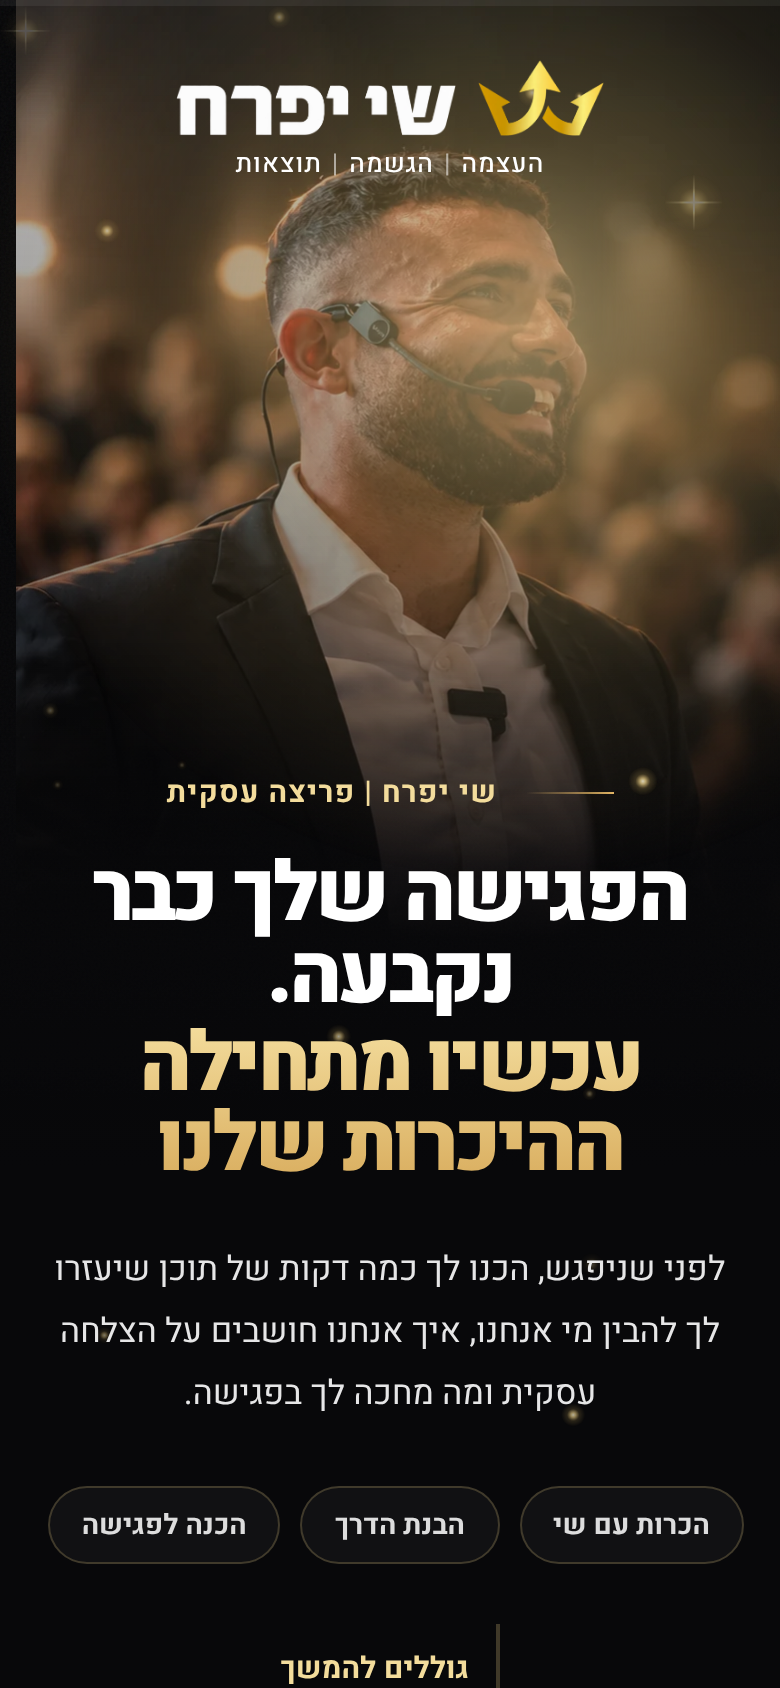 שי יפרח
העצמה | הגשמה | תוצאות
שי יפרח | פריצה עסקית
הפגישה שלך כבר
נקבעה.
עכשיו מתחילה
ההיכרות שלנו
לפני שניפגש, הכנו לך כמה דקות של תוכן שיעזרו
לך להבין מי אנחנו, איך אנחנו חושבים על הצלחה
עסקית ומה מחכה לך בפגישה.
הכרות עם שי
הבנת הדרך
הכנה לפגישה
גוללים להמשך